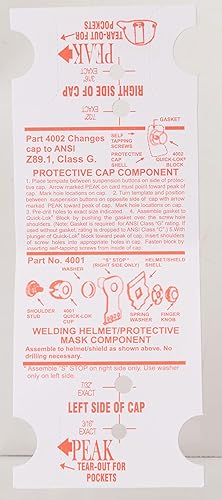 TEAR-OUT FOR
POCKETS
PEAK
3/16"
EXACT
RIGHT SIDE OF CAP
7/32"
EXACT
Part 4002 Changes
cap to ANSI
Z89.1, Class G.
GASKET
SELF
TAPPING
SCREWS
PROTECTIVE
CAP
SHELL
4002
QUICK-LOK®
BLOCK
PROTECTIVE CAP COMPONENT
1. Place template between suspension buttons on side of protec-
tive cap. Arrow marked PEAK on card must point toward peak of
cap. Mark hole locations on cap. 2. Turn template and position
between suspension buttons on opposite side of cap with arrow
marked PEAK toward peak of cap. Mark hole locations on cap.
3. Pre-drill holes to exact size indicated. 4. Assemble gasket to
Quick-Lok® Block by pushing the gasket over the screw hole
shoulders. (Note: Gasket is required for ANSI Class "G" rating. If
used without gasket, rating is dropped to ANSI Class "C".) 5. With
plunger of Quick-Lok® block toward peak of cap, insert shoulders
of screw holes into appropriate holes in cap. Fasten block by
inserting self-tapping screws from inside of cap.
Part No. 4001
WASHER
"S" STOP
(RIGHT SIDE ONLY)
HELMET/SHIELD
SHELL
SHOULDER
STUD
4001
QUICK-LOK
CUP
SPRING
WASHER
FINGER
KNOB
WELDING HELMET/PROTECTIVE
MASK COMPONENT
Assemble to helmet/shield as shown above. No
drilling necessary.
Assemble "S" STOP on right side only. Use washer
only on left side.
7/32"
EXACT
LEFT SIDE OF CAP
3/16"
EXACT
PEAK
TEAR-OUT FOR
POCKETS